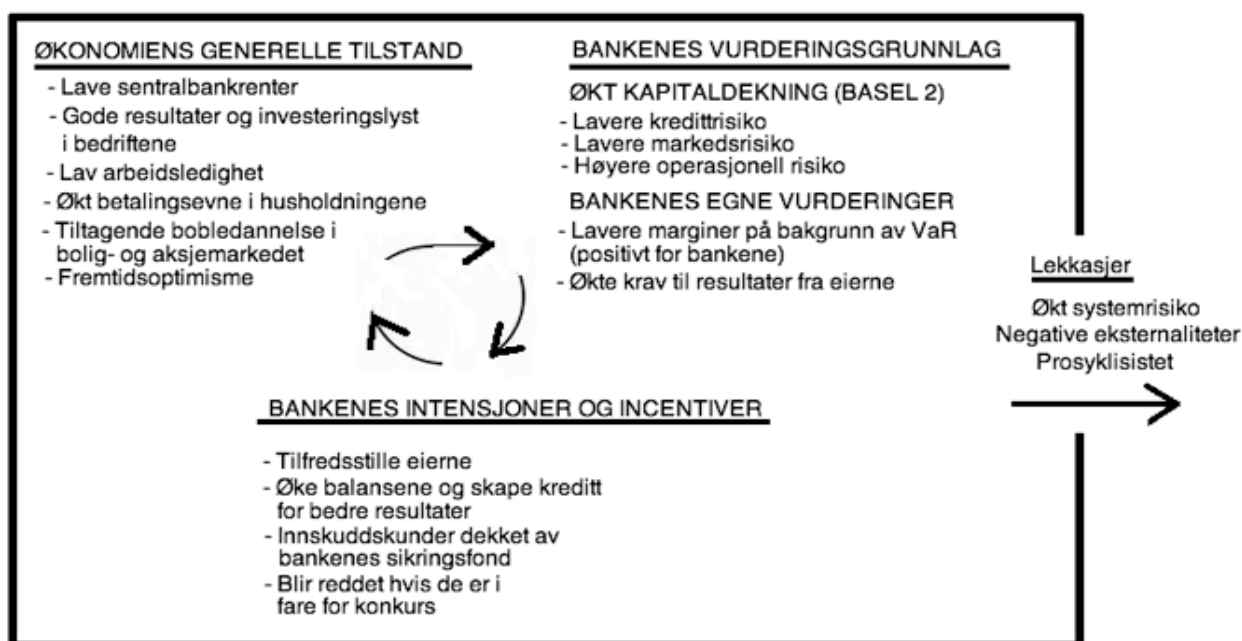 ØKONOMIENS GENERELLE TILSTAND
- Lave sentralbankrenter
- Gode resultater og investeringslyst
i bedriftene
- Lav arbeidsledighet
- Økt betalingsevne i husholdningene
- Tiltagende bobledannelse i
bolig- og aksjemarkedet
- Fremtidsoptimisme
BANKENES VURDERINGSGRUNNLAG
ØKT KAPITALDEKNING (BASEL 2)
- Lavere kredittrisiko
- Lavere markedsrisiko
- Høyere operasjonell risiko
BANKENES EGNE VURDERINGER
- Lavere marginer på bakgrunn av VaR
(positivt for bankene)
- Økte krav til resultater fra eierne
BANKENES INTENSJONER OG INCENTIVER
- Tilfredsstille eierne
- Øke balansene og skape kreditt
for bedre resultater
- Innskuddskunder dekket av
bankenes sikringsfond
- Blir reddet hvis de er i
fare for konkurs
Lekkasjer
Økt systemrisiko
Negative eksternaliteter
Prosyklisistet